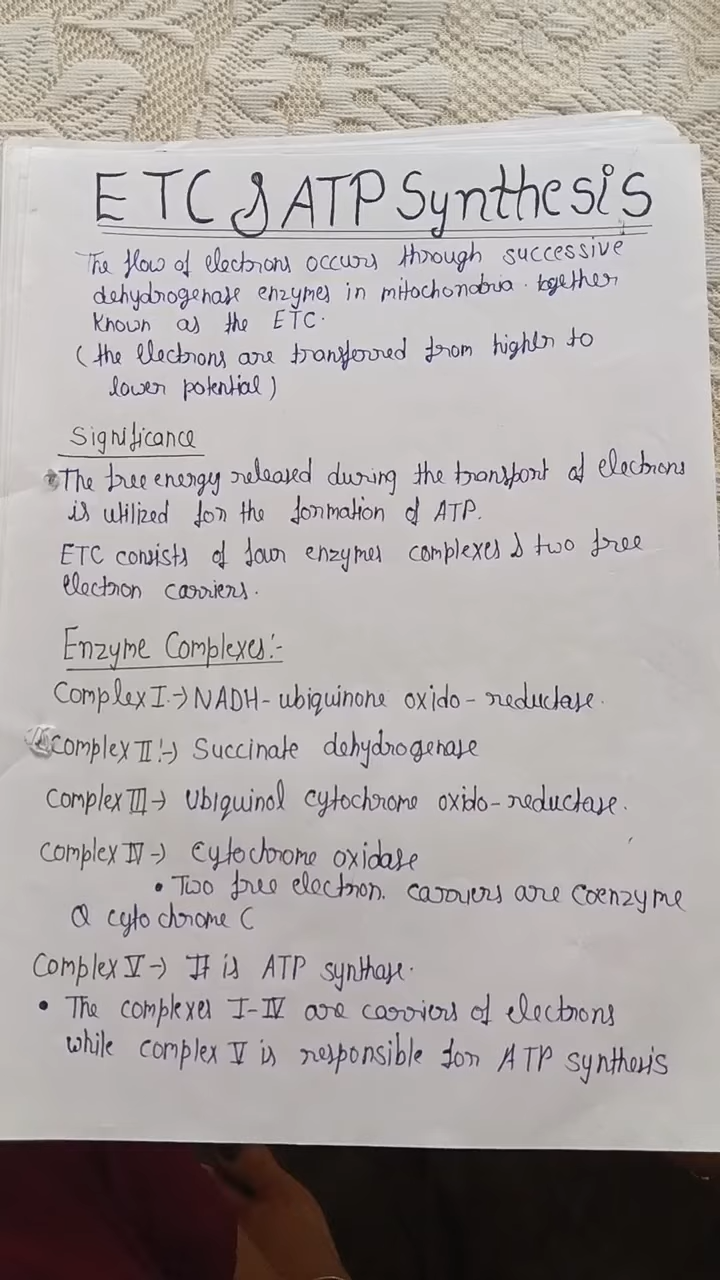 ETC & ATP Synthesis
The flow of electrons occurs through successive
dehydrogenase enzymes in mitochondria. together
known as the ETC.
(the electrons are transferred from higher to
lower potential)
Significance
The free energy released during the transport of electrons
is utilized for the formation of ATP.
ETC consists of four enzymes complexes & two free
electron carriers.
Enzyme Complexes:-
Complex I.→ NADH-ubiquinone oxido-reductase.
Complex II:→ Succinate dehydrogenase
Complex III→ Ubiquinol cytochrome oxido-reductase.
Complex IV→ Cytochrome oxidase
• Two free electron. carriers are coenzyme
Q cytochrome C
Complex V→ It is ATP synthase.
• The complexes I-IV are carriers of electrons
while complex V is responsible for ATP synthesis